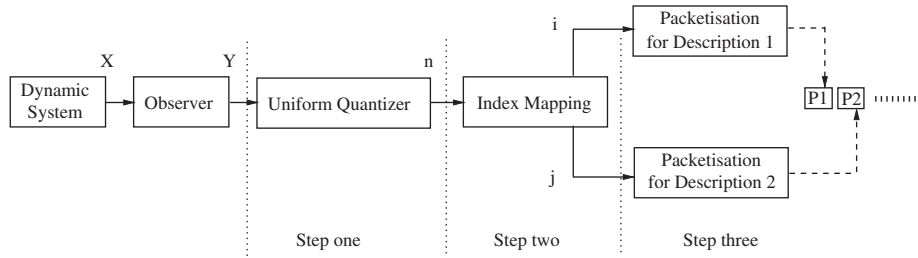 X
Dynamic
System
Y
Observer
n
Uniform Quantizer
Index Mapping
i
Packetisation
for Description 1
j
Packetisation
for Description 2
P1
P2
Step one
Step two
Step three